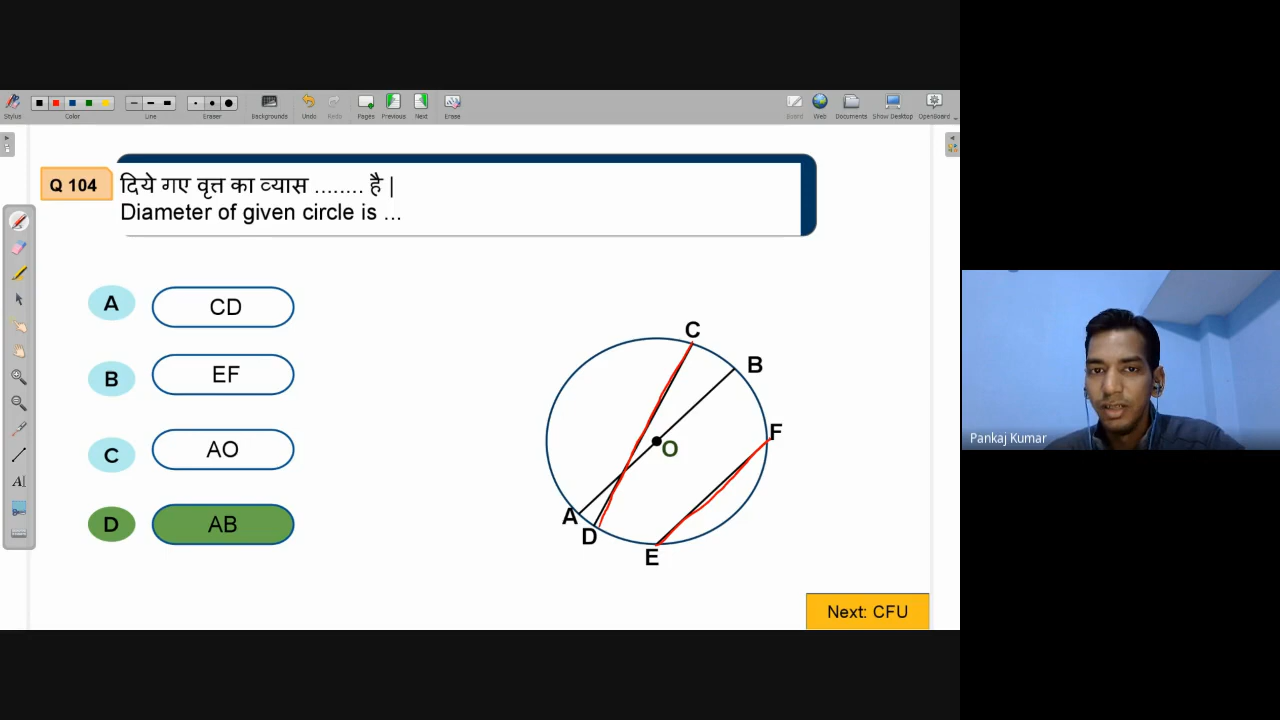 Stylus
Color
Line
Eraser
Backgrounds
Undo
Redo
Pages
Previous
Next
Erase
Board
Web
Documents
Show Desktop
OpenBoard
Q 104
दिये गए वृत्त का व्यास ........ है |
Diameter of given circle is ...
A CD
B EF
C AO
D AB
C
B
F
O
A
D
E
AI
Next: CFU
Pankaj Kumar